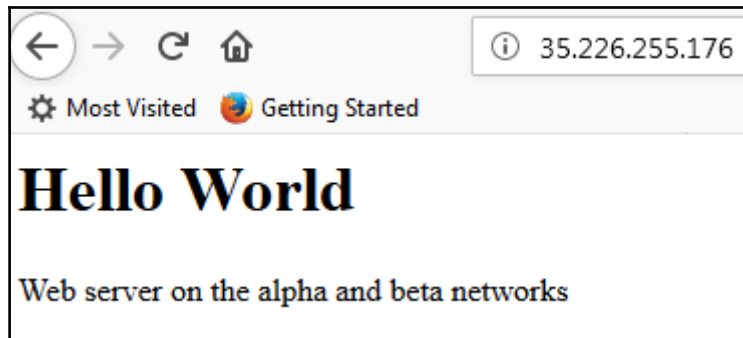 35.226.255.176
Most Visited Getting Started
Hello World
Web server on the alpha and beta networks